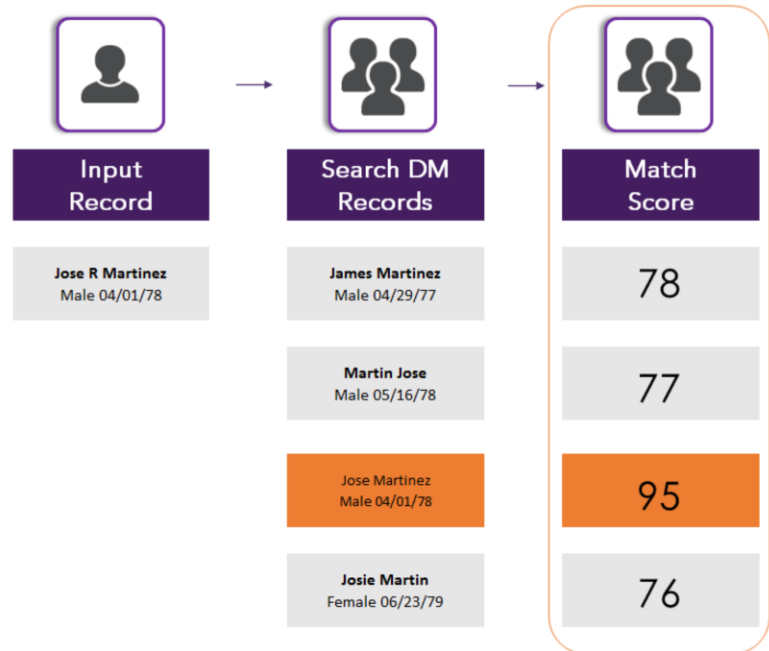 Input
Record
Search DM
Records
Match
Score
Jose R Martinez
Male 04/01/78
James Martinez
Male 04/29/77
78
Martin Jose
Male 05/16/78
77
Jose Martinez
Male 04/01/78
95
Josie Martin
Female 06/23/79
76